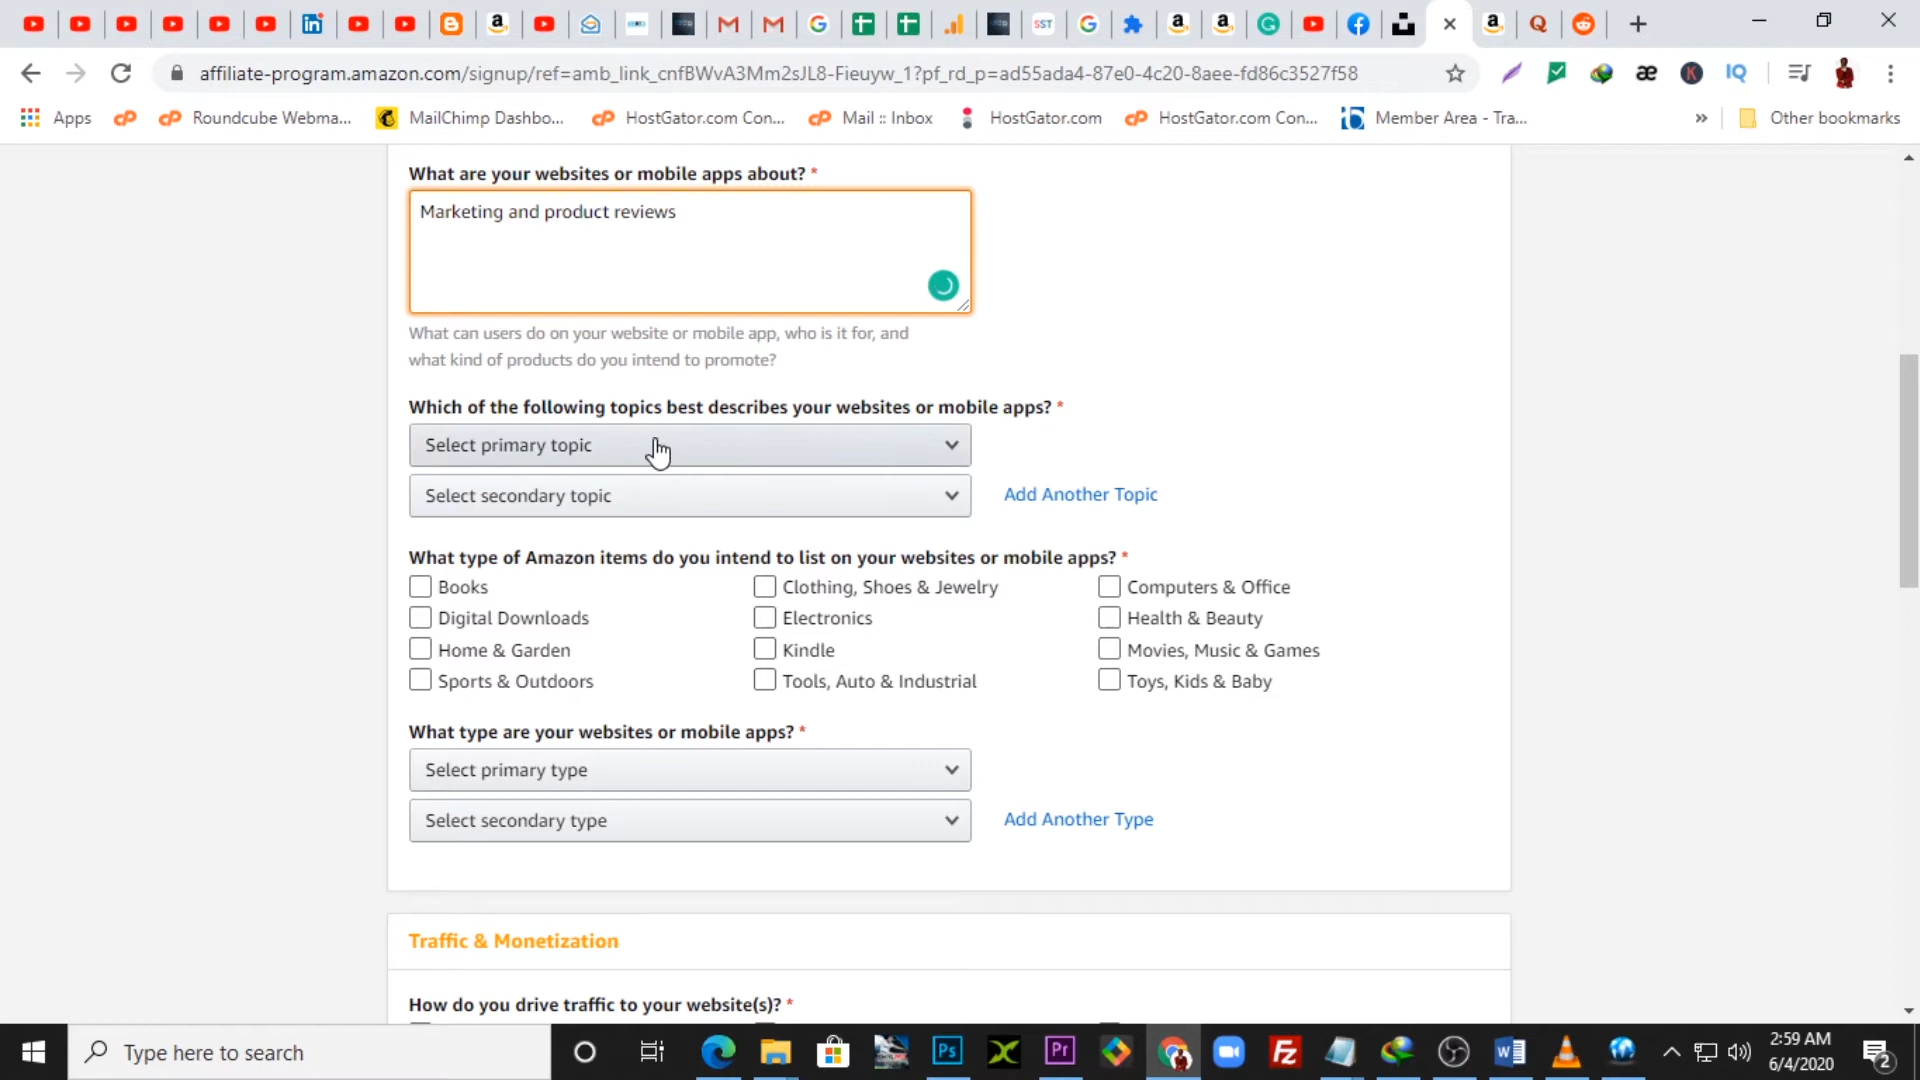 affiliate-program.amazon.com/signup/ref=amb_link_cnfBWvA3Mm2sJL8-Fieuyw_1?pf_rd_p=ad55ada4-87e0-4c20-8aee-fd86c3527f58
Apps Roundcube Webma... MailChimp Dashbo... HostGator.com Con... Mail :: Inbox HostGator.com HostGator.com Con... Member Area - Tra... » Other bookmarks
What are your websites or mobile apps about? *
Marketing and product reviews
What can users do on your website or mobile app, who is it for, and
what kind of products do you intend to promote?
Which of the following topics best describes your websites or mobile apps? *
Select primary topic
Select secondary topic Add Another Topic
What type of Amazon items do you intend to list on your websites or mobile apps? *
Books Clothing, Shoes & Jewelry Computers & Office
Digital Downloads Electronics Health & Beauty
Home & Garden Kindle Movies, Music & Games
Sports & Outdoors Tools, Auto & Industrial Toys, Kids & Baby
What type are your websites or mobile apps? *
Select primary type
Select secondary type Add Another Type
Traffic & Monetization
How do you drive traffic to your website(s)? *
Type here to search
2:59 AM
6/4/2020
2